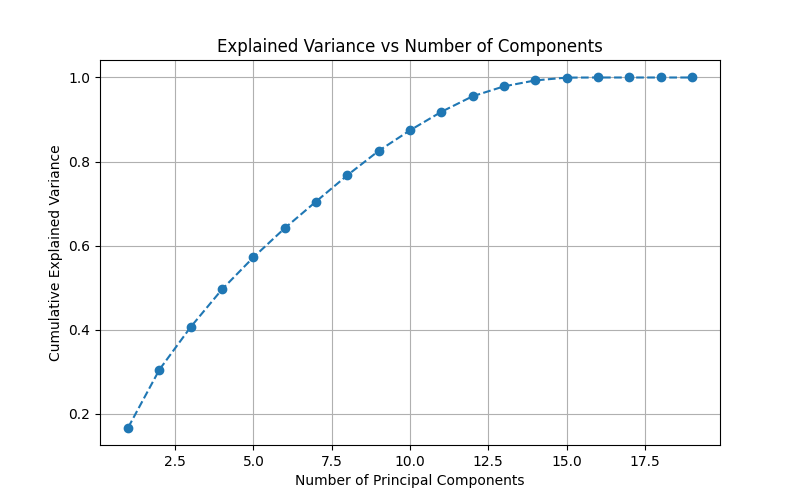 Explained Variance vs Number of Components
Cumulative Explained Variance
1.0
0.8
0.6
0.4
0.2
2.5 5.0 7.5 10.0 12.5 15.0 17.5
Number of Principal Components